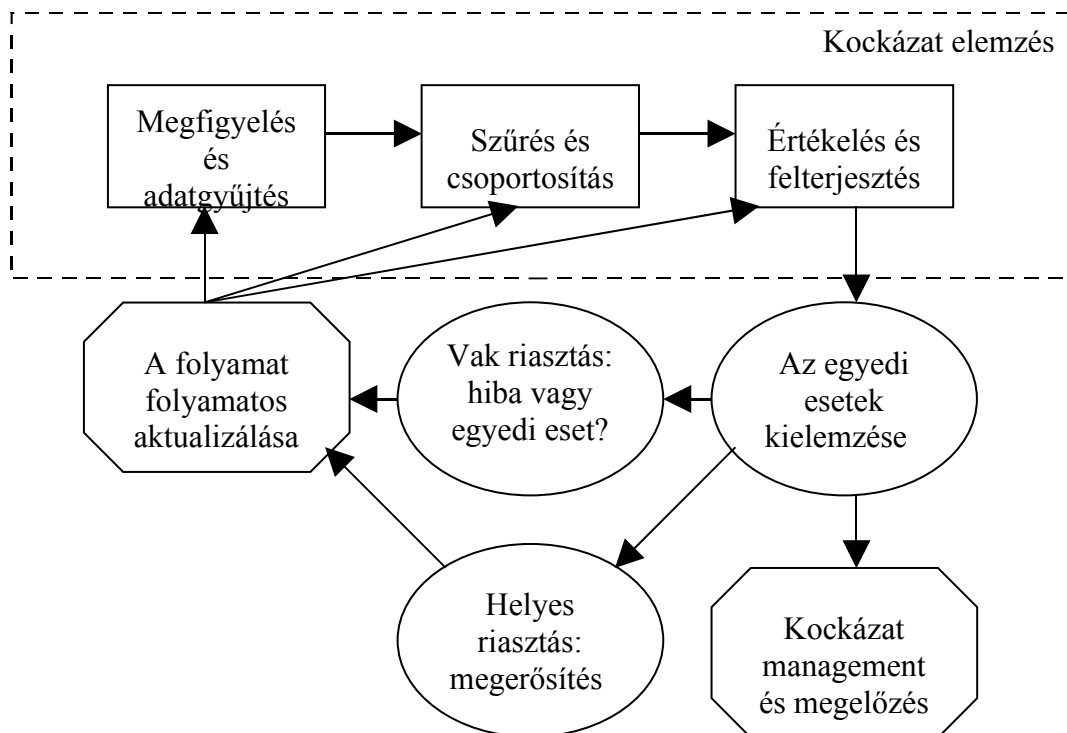 Kockázat elemzés
Megfigyelés
és
adatgyűjtés
Szűrés és
csoportosítás
Értékelés és
felterjesztés
A folyamat
folyamatos
aktualizálása
Vak riasztás:
hiba vagy
egyedi eset?
Az egyedi
esetek
kielemzése
Helyes
riasztás:
megerősítés
Kockázat
management
és megelőzés